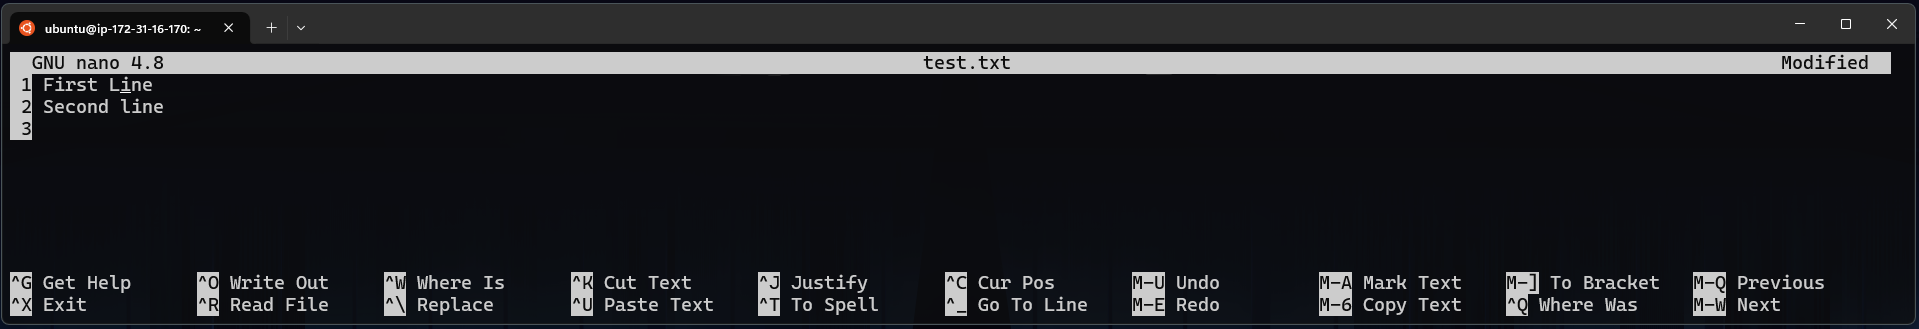 ubuntu@ip-172-31-16-170: ~
GNU nano 4.8 test.txt Modified
1 First Line
2 Second line
3
^G Get Help ^O Write Out ^W Where Is ^K Cut Text ^J Justify ^C Cur Pos M-U Undo M-A Mark Text M-] To Bracket M-Q Previous
^X Exit ^R Read File ^\ Replace ^U Paste Text ^T To Spell ^_ Go To Line M-E Redo M-6 Copy Text ^Q Where Was M-W Next